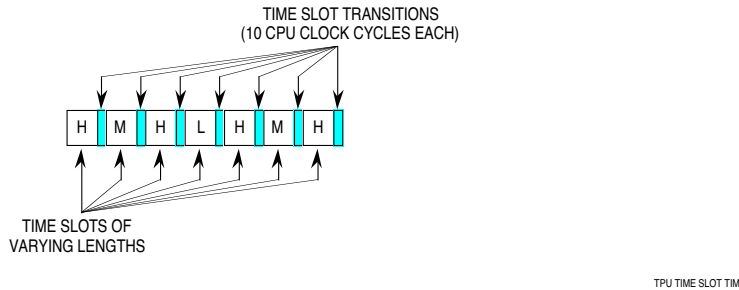 TIME SLOT TRANSITIONS
(10 CPU CLOCK CYCLES EACH)
H M H L H M H
TIME SLOTS OF
VARYING LENGTHS
TPU TIME SLOT TIM